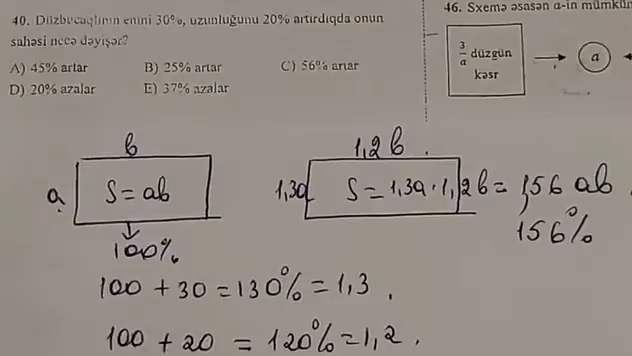 40. Düzbucaqlının enini 30%, uzunluğunu 20% artırdıqda onun
sahəsi necə dəyişər?
A) 45% artar B) 25% artar C) 56% artar
D) 20% azalar E) 37% azalar
46. Sxemə əsasən a-in mümkün
3/a düzgün
kəsr
a
b
a S = ab
100%
1,2 b .
1,3a S = 1,3a · 1,2b = 1,56 ab
156%
100 + 30 = 130% = 1,3 .
100 + 20 = 120% = 1,2 .